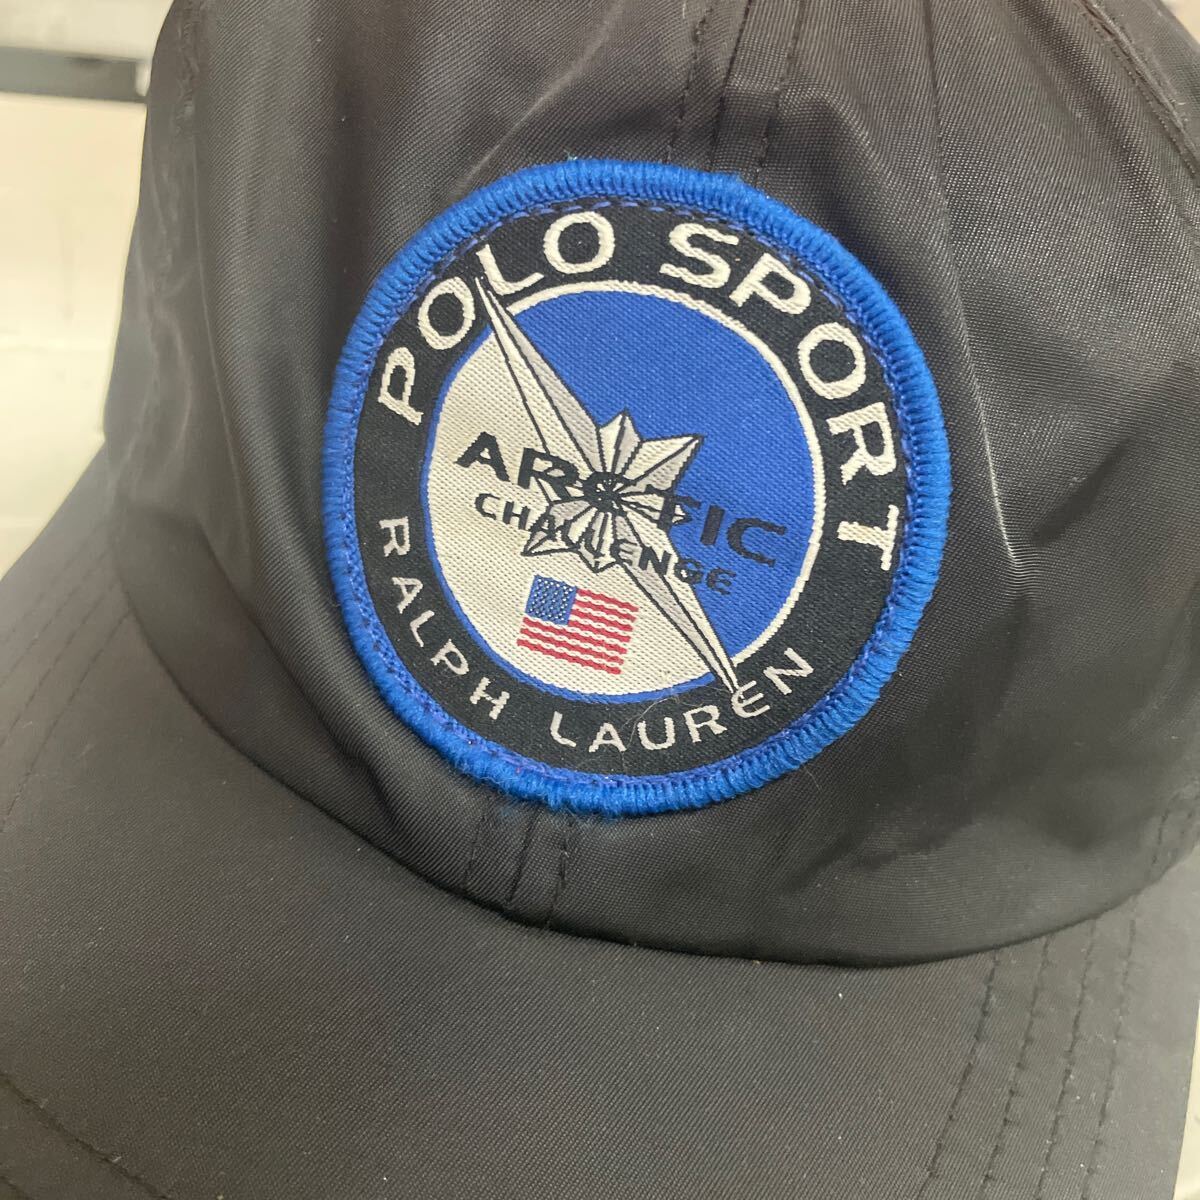 POLO SPORT
ARCTIC
CHALLENGE
RALPH LAUREN